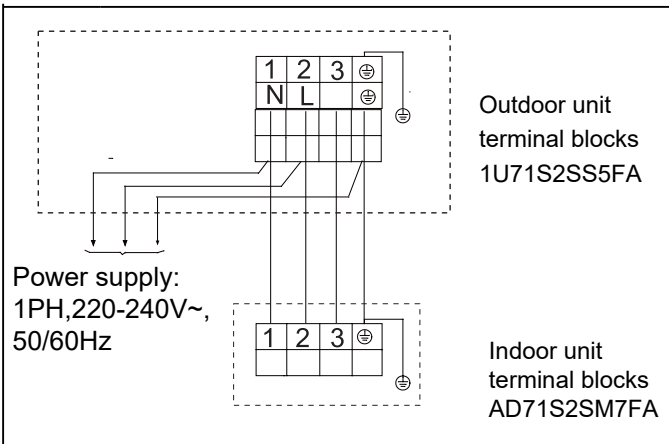 1 2 3
N L
Outdoor unit
terminal blocks
1U71S2SS5FA
Power supply:
1PH,220-240V~,
50/60Hz
1 2 3
Indoor unit
terminal blocks
AD71S2SM7FA